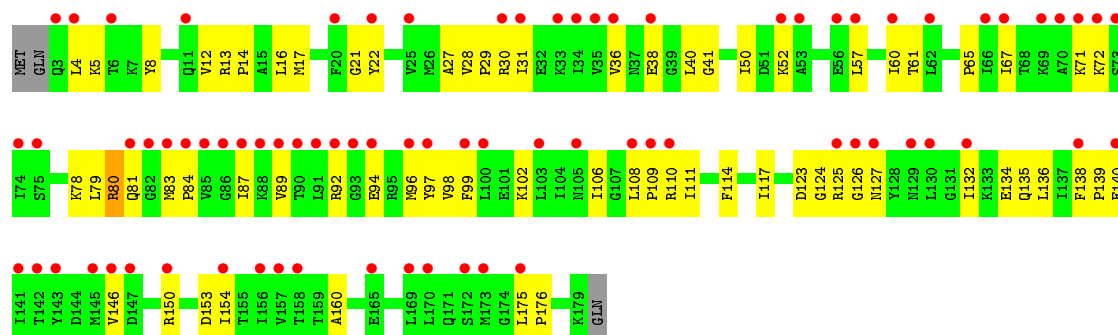 MET GLN Q3 L4 K5 T6 K7 Y8 Q11 V12 R13 P14 A15 L16 M17 F20 G21 Y22 V25 M26 A27 V28 P29 R30 I31 E32 K33 I34 V35 V36 N37 E38 G39 L40 G41 I50 D51 K52 A53 E56 L57 I60 T61 L62 P65 I66 I67 T68 K69 A70 K71 K72 S73
I74 S75 K78 L79 R80 Q81 G82 M83 P84 V85 G86 I87 K88 V89 T90 L91 R92 G93 E94 R95 M96 Y97 V98 F99 L100 E101 K102 L103 I104 N105 I106 G107 L108 P109 R110 I111 F114 I117 D123 G124 R125 G126 N127 Y128 N129 L130 G131 I132 K133 E134 Q135 L136 I137 F138 P139 E140
I141 T142 Y143 D144 M145 V146 D147 R150 D153 I154 T155 I156 V157 T158 T159 A160 E165 L169 L170 Q171 S172 M173 G174 L175 P176 K179 GLN